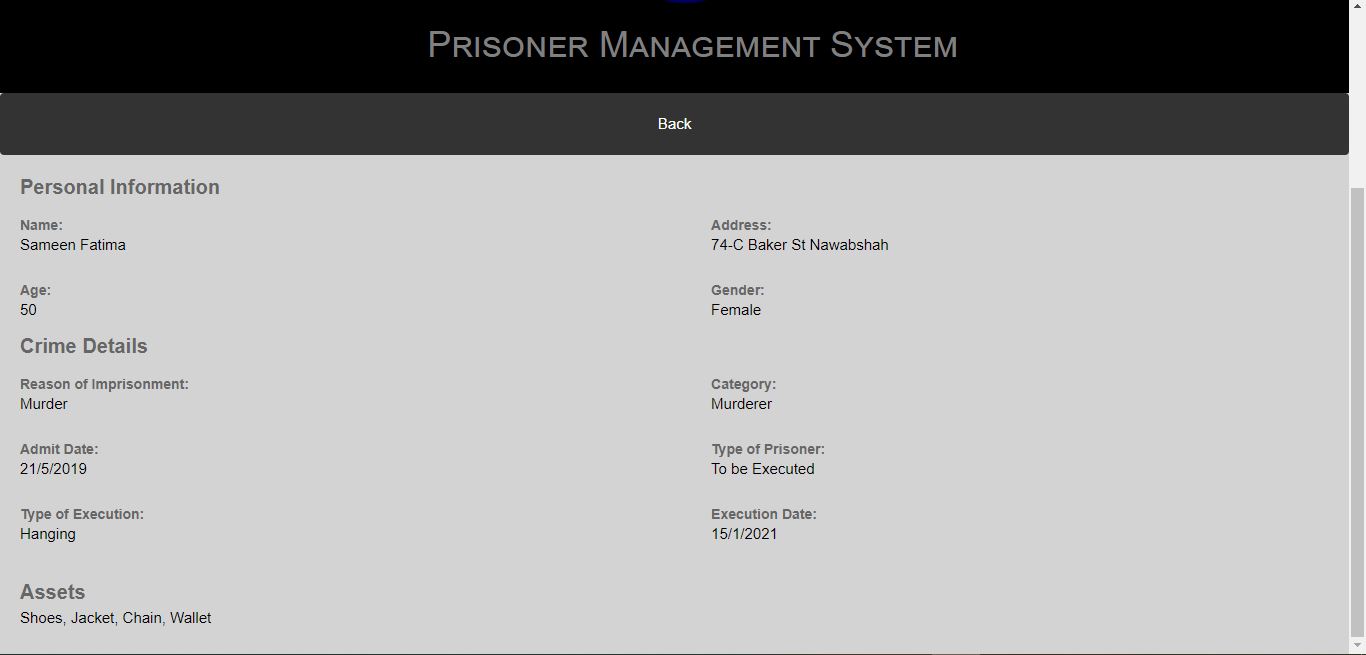 Prisoner Management System
Back
Personal Information
Name: Address:
Sameen Fatima 74-C Baker St Nawabshah
Age: Gender:
50 Female
Crime Details
Reason of Imprisonment: Category:
Murder Murderer
Admit Date: Type of Prisoner:
21/5/2019 To be Executed
Type of Execution: Execution Date:
Hanging 15/1/2021
Assets
Shoes, Jacket, Chain, Wallet